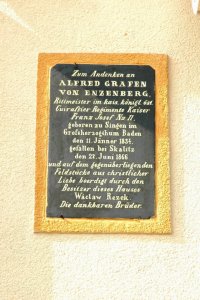 Zum Andenken an
ALFRED GRAFEN
VON ENZENBERG,
Rittmeister im kais. königl. öst.
Cuirassier Regimente Kaiser
Franz Josef No 11.
geboren zu Singen im
Grossherzogthum Baden
den 11. Jänner 1834.
gefallen bei Skalitz
den 27. Juni 1866
und auf dem gegenüberliegenden
Feldstücke aus christlicher
Liebe beerdigt durch den
Besitzer dieses Hauses
Wáclaw Rezek.
Die dankbaren Brüder.